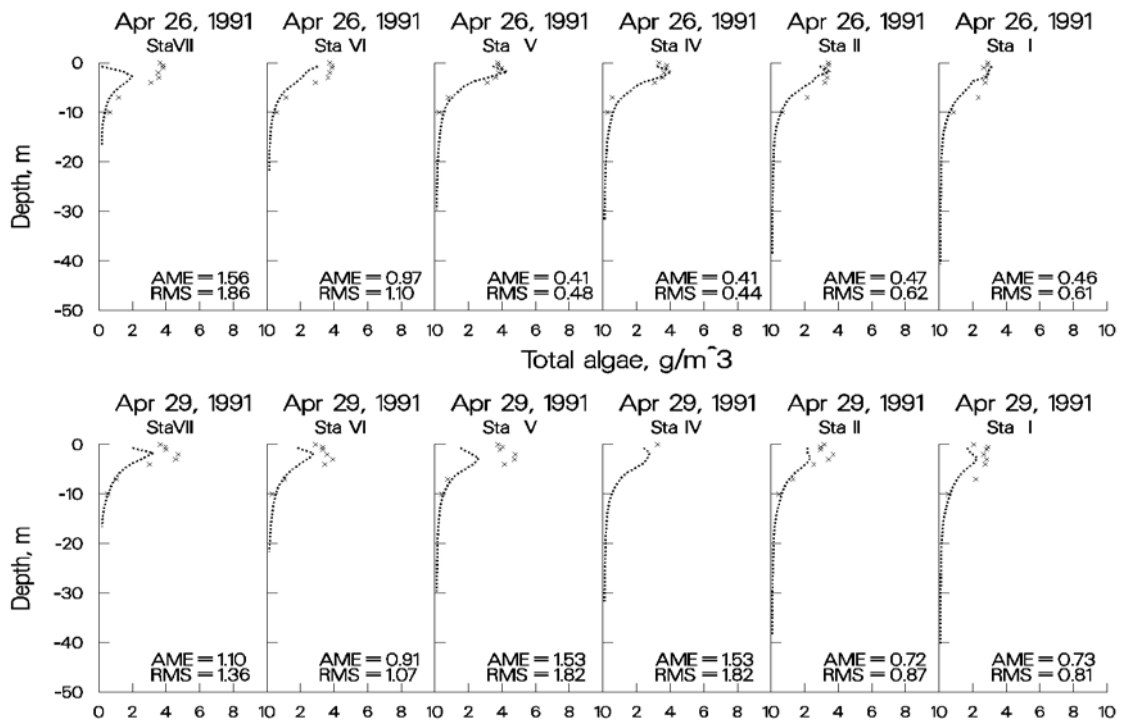 Apr 26, 1991 Apr 26, 1991 Apr 26, 1991 Apr 26, 1991 Apr 26, 1991 Apr 26, 1991
Sta VII Sta VI Sta V Sta IV Sta II Sta I
0
-10
-20
-30
-40
-50
Depth, m
AME = 1.56 AME = 0.97 AME = 0.41 AME = 0.41 AME = 0.47 AME = 0.46
RMS = 1.86 RMS = 1.10 RMS = 0.48 RMS = 0.44 RMS = 0.62 RMS = 0.61
0 2 4 6 8 10 2 4 6 8 10 2 4 6 8 10 2 4 6 8 10 2 4 6 8 10 2 4 6 8 10
Total algae, g/m^3
Apr 29, 1991 Apr 29, 1991 Apr 29, 1991 Apr 29, 1991 Apr 29, 1991 Apr 29, 1991
Sta VII Sta VI Sta V Sta IV Sta II Sta I
0
-10
-20
-30
-40
-50
Depth, m
AME = 1.10 AME = 0.91 AME = 1.53 AME = 1.53 AME = 0.72 AME = 0.73
RMS = 1.36 RMS = 1.07 RMS = 1.82 RMS = 1.82 RMS = 0.87 RMS = 0.81
0 2 4 6 8 10 2 4 6 8 10 2 4 6 8 10 2 4 6 8 10 2 4 6 8 10 2 4 6 8 10